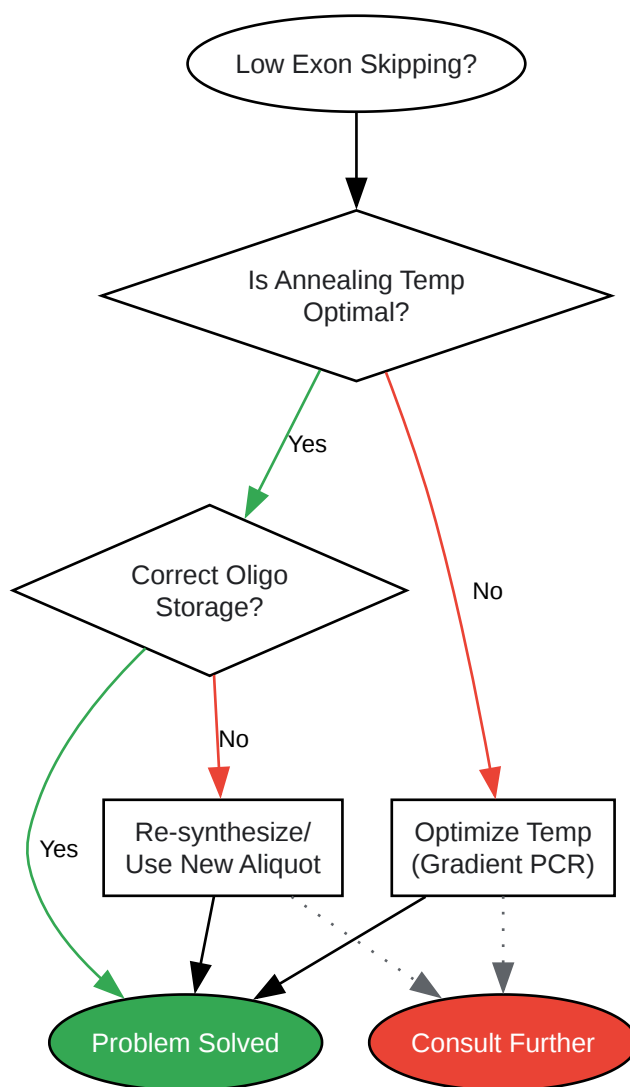 Low Exon Skipping?
Is Annealing Temp
Optimal?
Yes
Correct Oligo
Storage?
No
No
Re-synthesize/
Use New Aliquot
Optimize Temp
(Gradient PCR)
Yes
Problem Solved
Consult Further